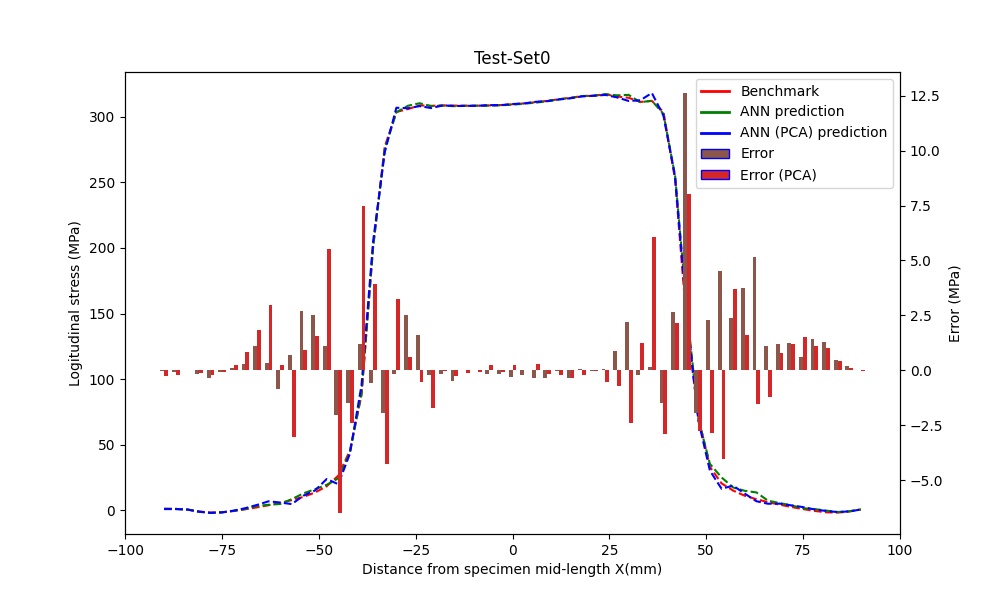 Test-Set0
Benchmark
ANN prediction
ANN (PCA) prediction
Error
Error (PCA)
300
250
200
150
100
50
0
Logitudinal stress (MPa)
12.5
10.0
7.5
5.0
2.5
0.0
−2.5
−5.0
Error (MPa)
−100 −75 −50 −25 0 25 50 75 100
Distance from specimen mid-length X(mm)